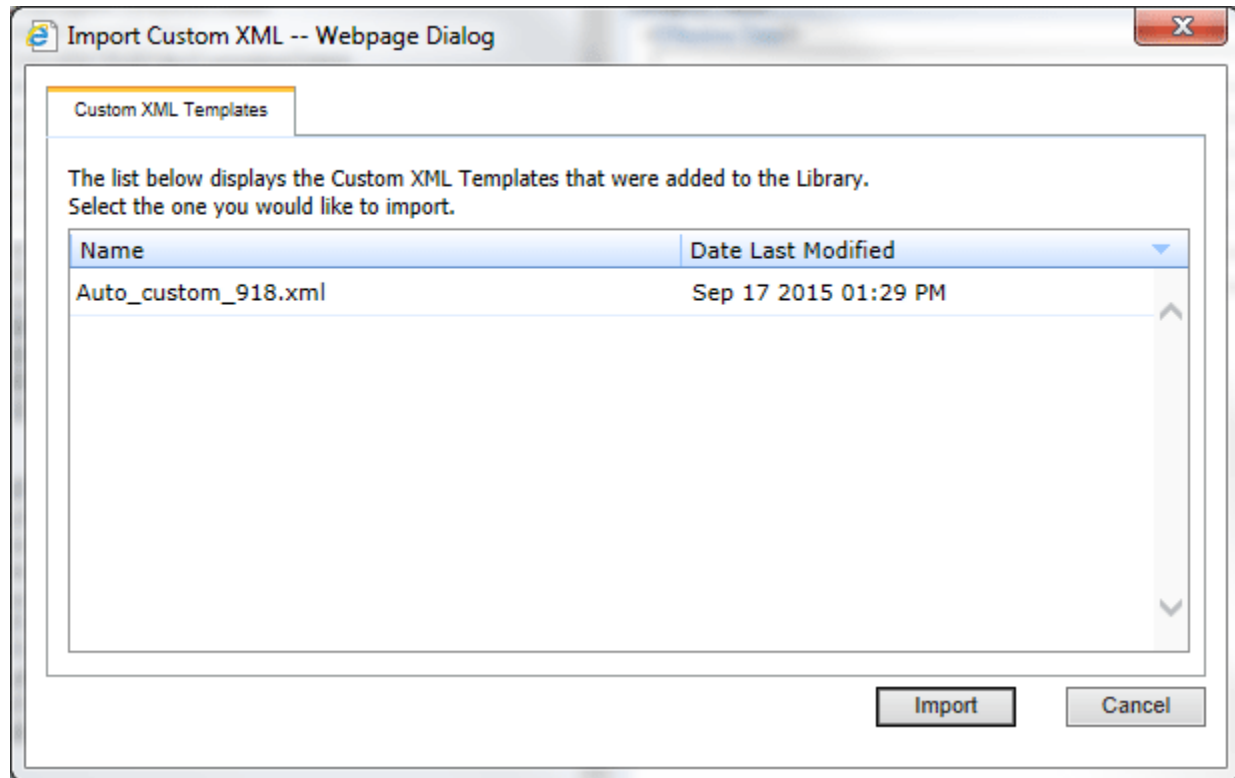 Import Custom XML -- Webpage Dialog
Custom XML Templates
The list below displays the Custom XML Templates that were added to the Library.
Select the one you would like to import.
Name Date Last Modified
Auto_custom_918.xml Sep 17 2015 01:29 PM
Import Cancel